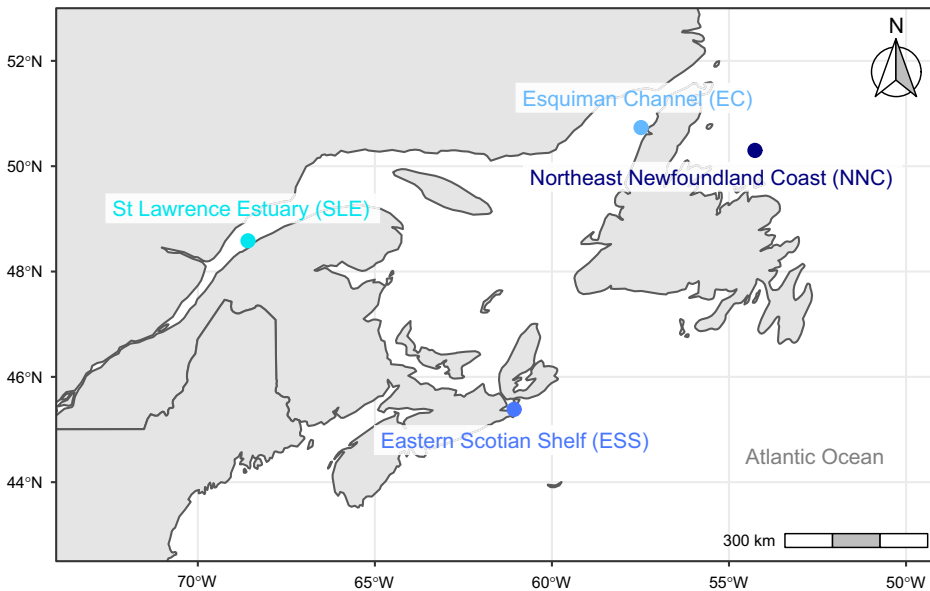 N
52°N
Esquiman Channel (EC)
50°N
Northeast Newfoundland Coast (NNC)
St Lawrence Estuary (SLE)
48°N
46°N
Eastern Scotian Shelf (ESS)
Atlantic Ocean
44°N
300 km
70°W 65°W 60°W 55°W 50°W